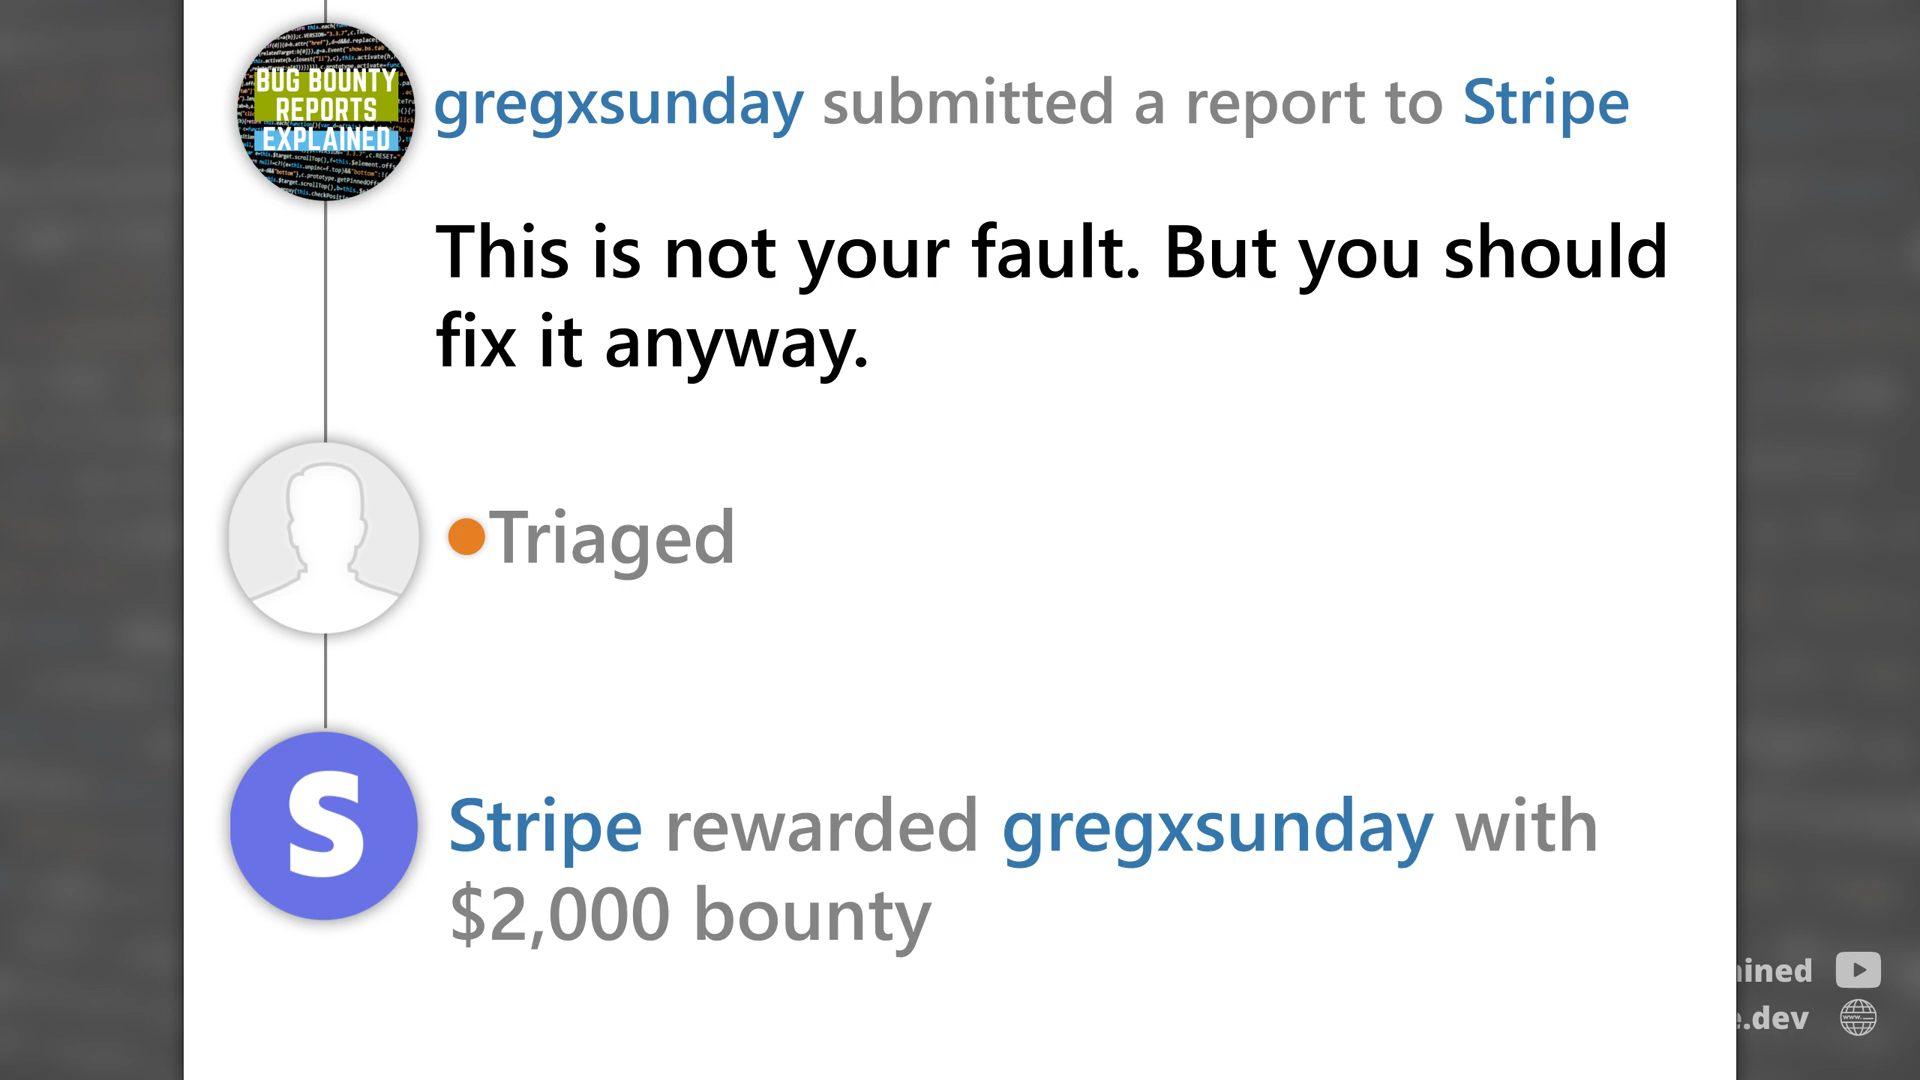 BUG BOUNTY
REPORTS
EXPLAINED
gregxsunday submitted a report to Stripe
This is not your fault. But you should
fix it anyway.
Triaged
S
Stripe rewarded gregxsunday with
$2,000 bounty
ained
e.dev